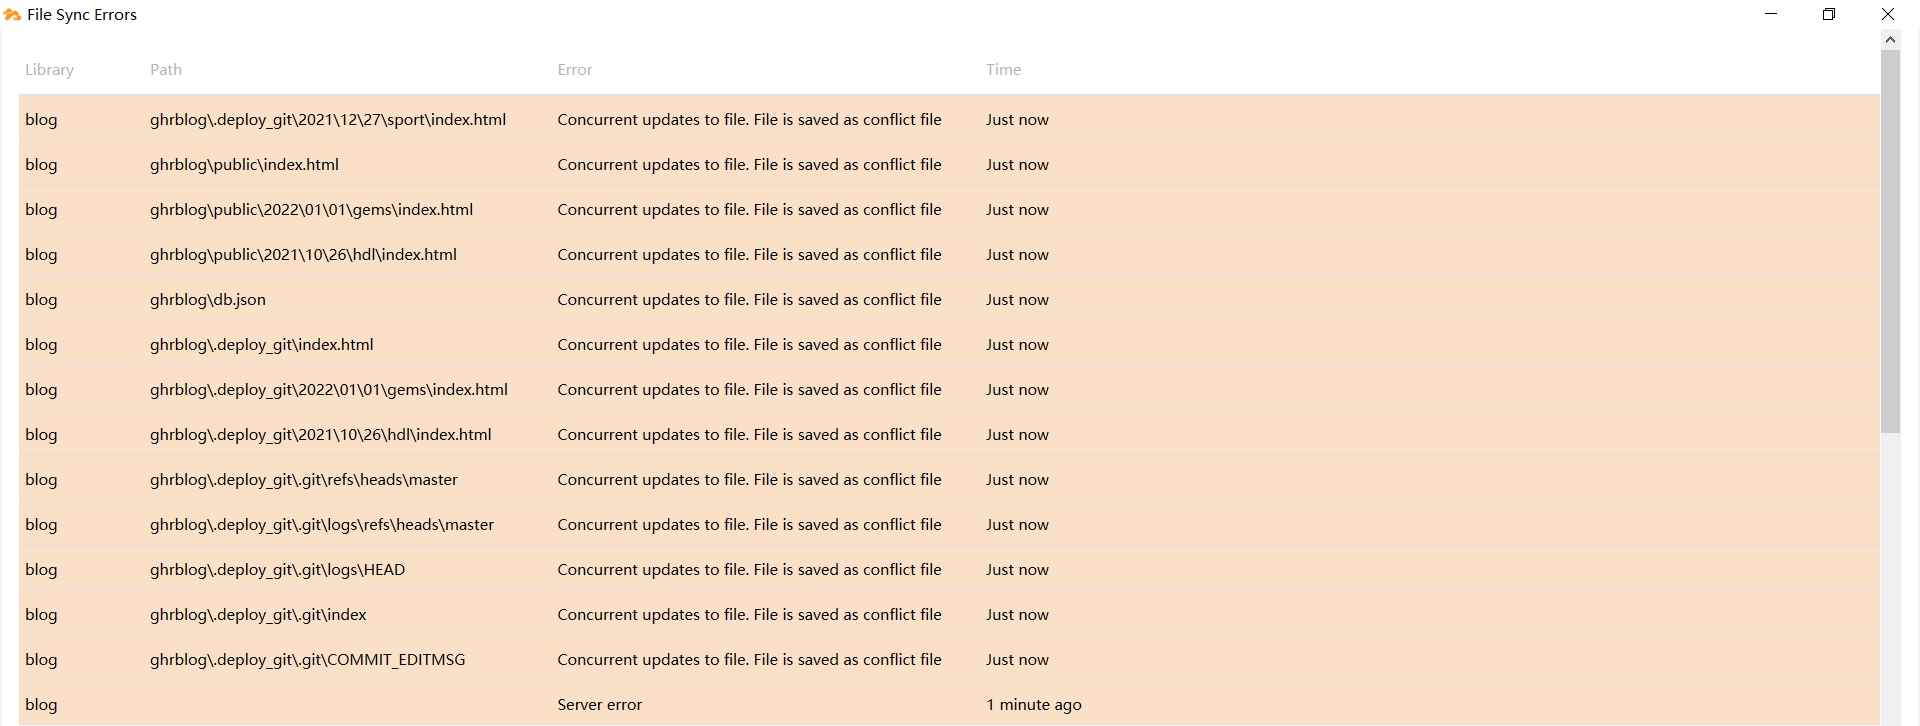 File Sync Errors
Library Path Error Time
blog ghrblog\.deploy_git\2021\12\27\sport\index.html Concurrent updates to file. File is saved as conflict file Just now
blog ghrblog\public\index.html Concurrent updates to file. File is saved as conflict file Just now
blog ghrblog\public\2022\01\01\gems\index.html Concurrent updates to file. File is saved as conflict file Just now
blog ghrblog\public\2021\10\26\hdl\index.html Concurrent updates to file. File is saved as conflict file Just now
blog ghrblog\db.json Concurrent updates to file. File is saved as conflict file Just now
blog ghrblog\.deploy_git\index.html Concurrent updates to file. File is saved as conflict file Just now
blog ghrblog\.deploy_git\2022\01\01\gems\index.html Concurrent updates to file. File is saved as conflict file Just now
blog ghrblog\.deploy_git\2021\10\26\hdl\index.html Concurrent updates to file. File is saved as conflict file Just now
blog ghrblog\.deploy_git\.git\refs\heads\master Concurrent updates to file. File is saved as conflict file Just now
blog ghrblog\.deploy_git\.git\logs\refs\heads\master Concurrent updates to file. File is saved as conflict file Just now
blog ghrblog\.deploy_git\.git\logs\HEAD Concurrent updates to file. File is saved as conflict file Just now
blog ghrblog\.deploy_git\.git\index Concurrent updates to file. File is saved as conflict file Just now
blog ghrblog\.deploy_git\.git\COMMIT_EDITMSG Concurrent updates to file. File is saved as conflict file Just now
blog Server error 1 minute ago